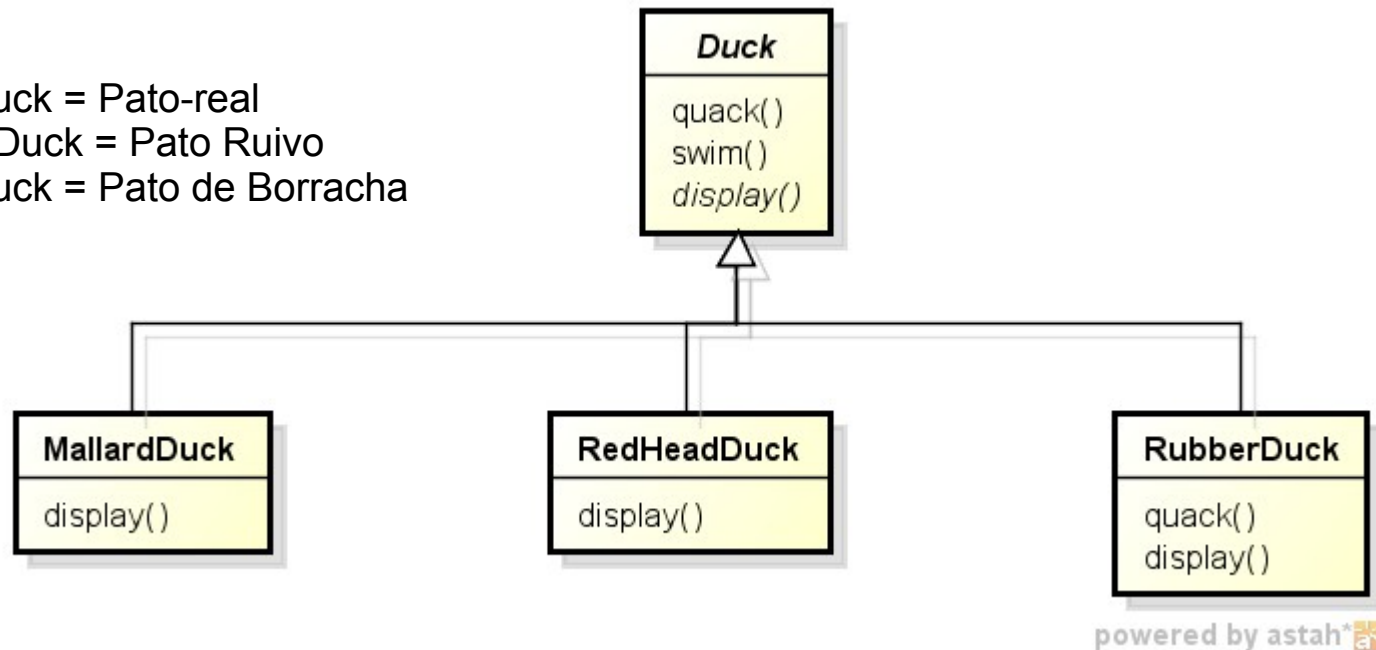 Duck
quack()
swim()
display()
uck = Pato-real
Duck = Pato Ruivo
uck = Pato de Borracha
MallardDuck
display()
RedHeadDuck
display()
RubberDuck
quack()
display()
powered by astah*